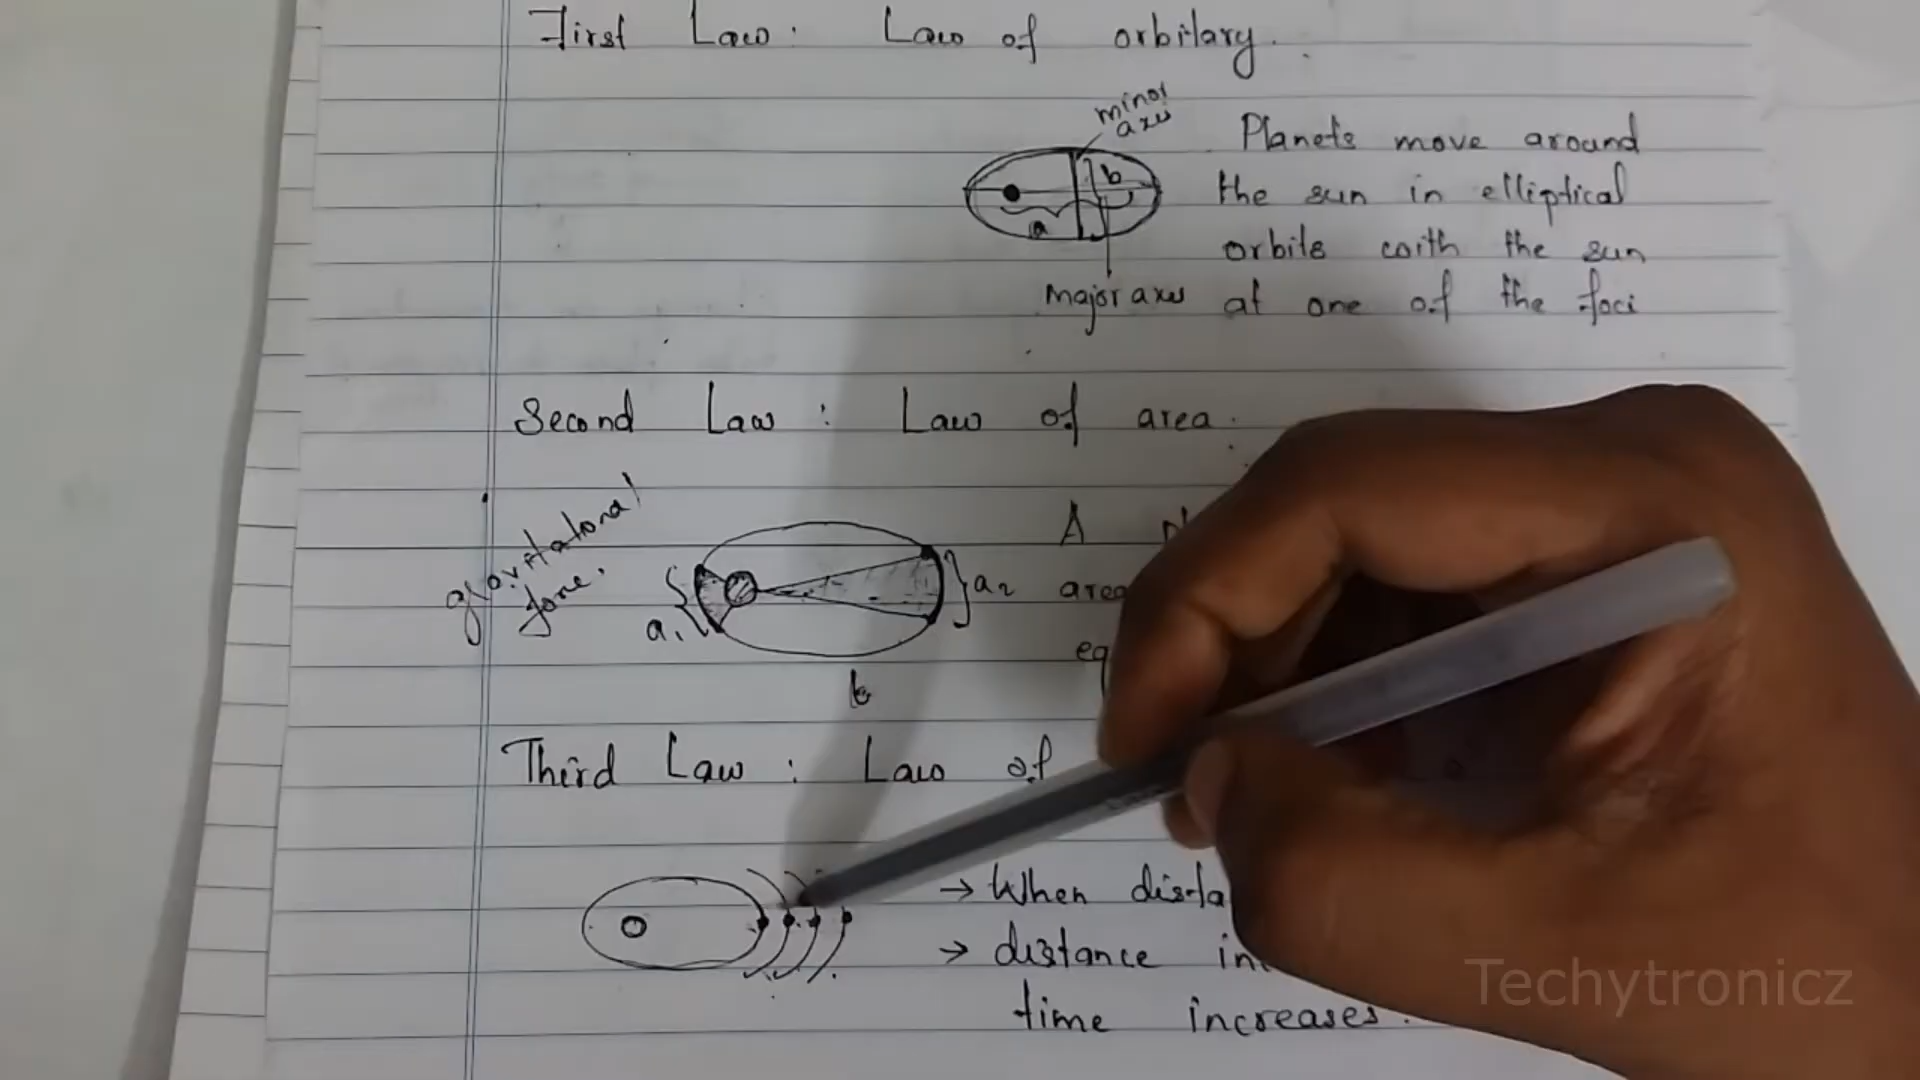 First Law: Law of orbitary.
minor
axis
Planets move around
b
the sun in elliptical
a
orbits with the sun
Major axis at one of the foci
Second Law : Law of area.
gravitational
force.
A
a1
a2 area
eq
t
Third Law : Law of
→ When dista
→ distance in
time increases.
Techytronicz